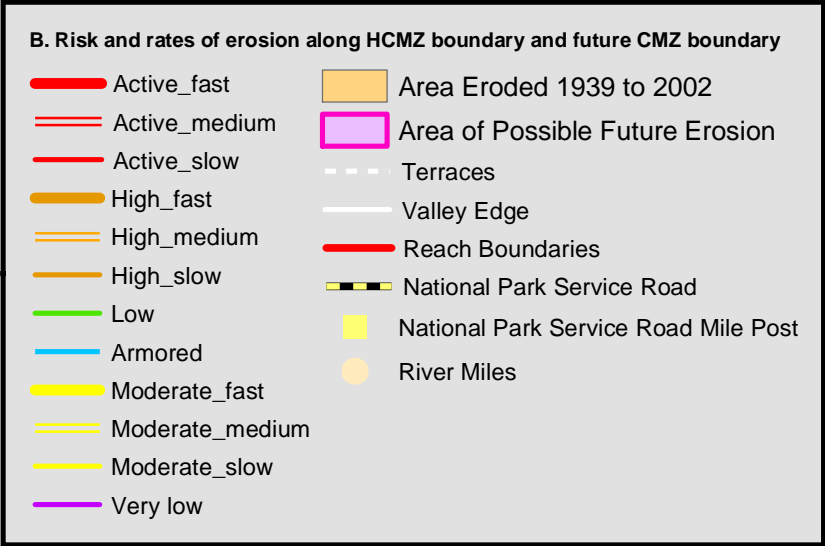 B. Risk and rates of erosion along HCMZ boundary and future CMZ boundary
Active_fast
Active_medium
Active_slow
High_fast
High_medium
High_slow
Low
Armored
Moderate_fast
Moderate_medium
Moderate_slow
Very low
Area Eroded 1939 to 2002
Area of Possible Future Erosion
Terraces
Valley Edge
Reach Boundaries
National Park Service Road
National Park Service Road Mile Post
River Miles